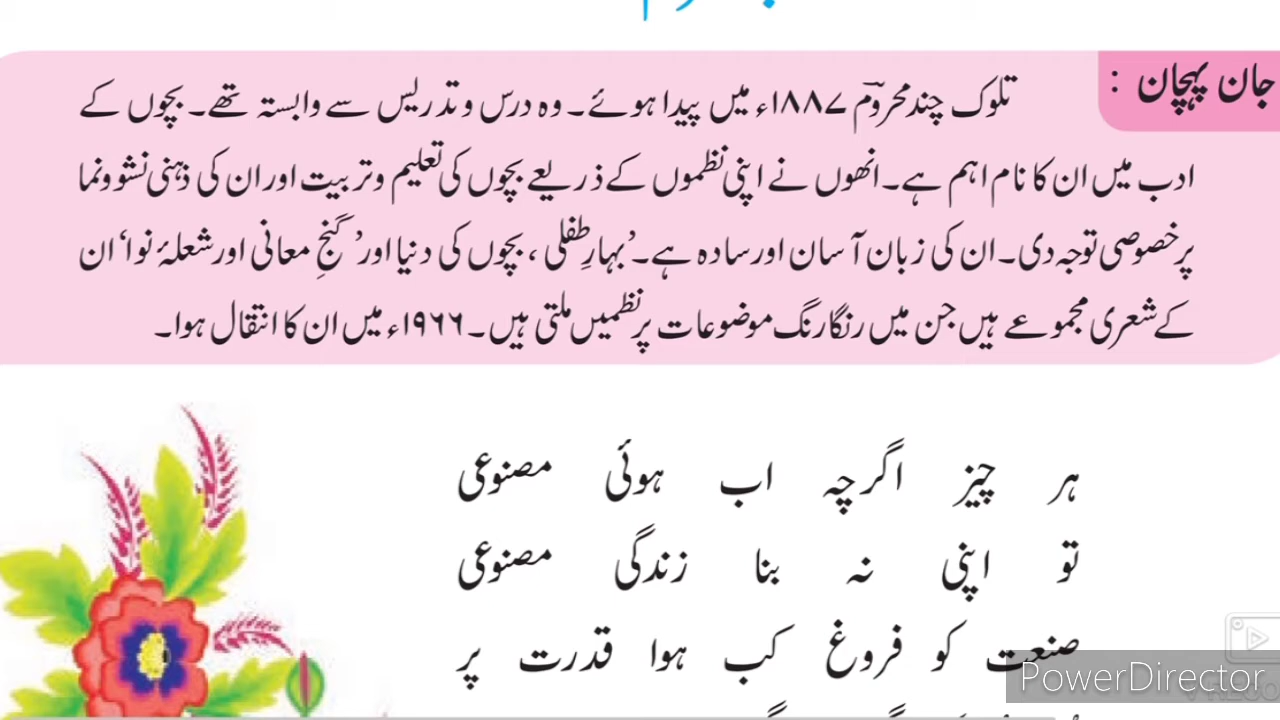 جان پہچان :
تلوک چند محرومؔ ۱۸۸۷ء میں پیدا ہوئے۔ وہ درس و تدریس سے وابستہ تھے۔ بچوں کے
ادب میں ان کا نام اہم ہے۔ انھوں نے اپنی نظموں کے ذریعے بچوں کی تعلیم و تربیت اور ان کی ذہنی نشوونما
پر خصوصی توجہ دی۔ ان کی زبان آسان اور سادہ ہے۔ ’بہارِ طفلی، بچوں کی دنیا اور ’گنجِ معانی اور شعلۂ نوا‘ ان
کے شعری مجموعے ہیں جن میں رنگارنگ موضوعات پر نظمیں ملتی ہیں۔ ۱۹۶۶ء میں ان کا انتقال ہوا۔
ہر چیز اگرچہ اب ہوئی مصنوعی
تو اپنی نہ بنا زندگی مصنوعی
صنعت کو فروغ کب ہوا قدرت پر
PowerDirector